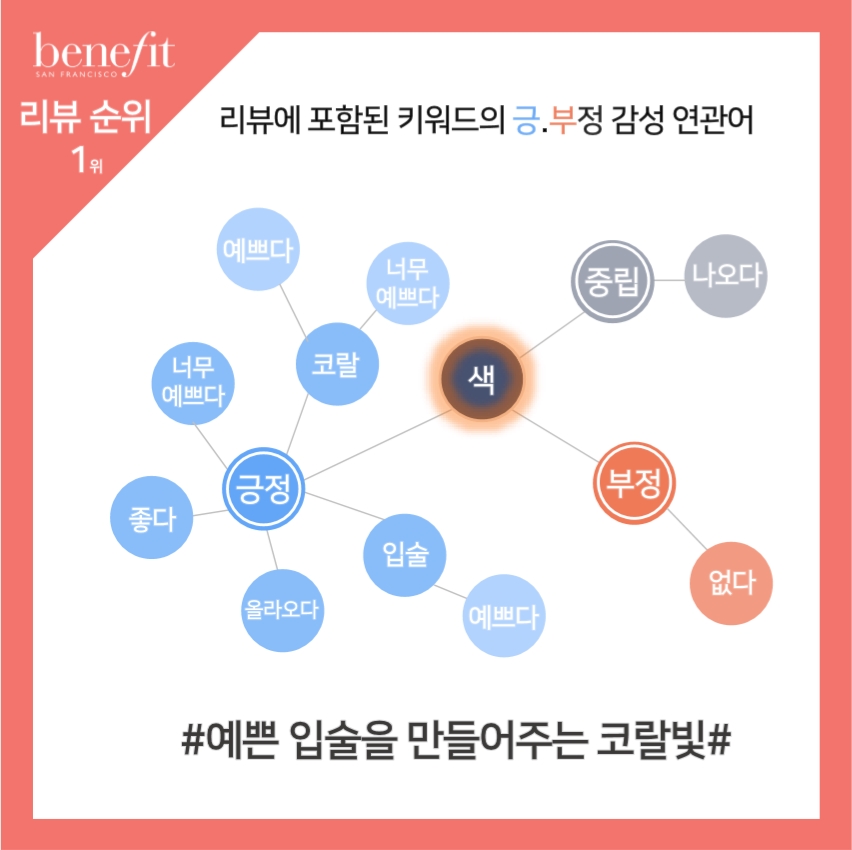 benefit
SAN FRANCISCO
리뷰 순위
1위
리뷰에 포함된 키워드의 긍.부정 감성 연관어
예쁘다
너무
예쁘다
중립
나오다
코랄
색
너무
예쁘다
긍정
부정
좋다
입술
없다
올라오다
예쁘다
#예쁜 입술을 만들어주는 코랄빛#